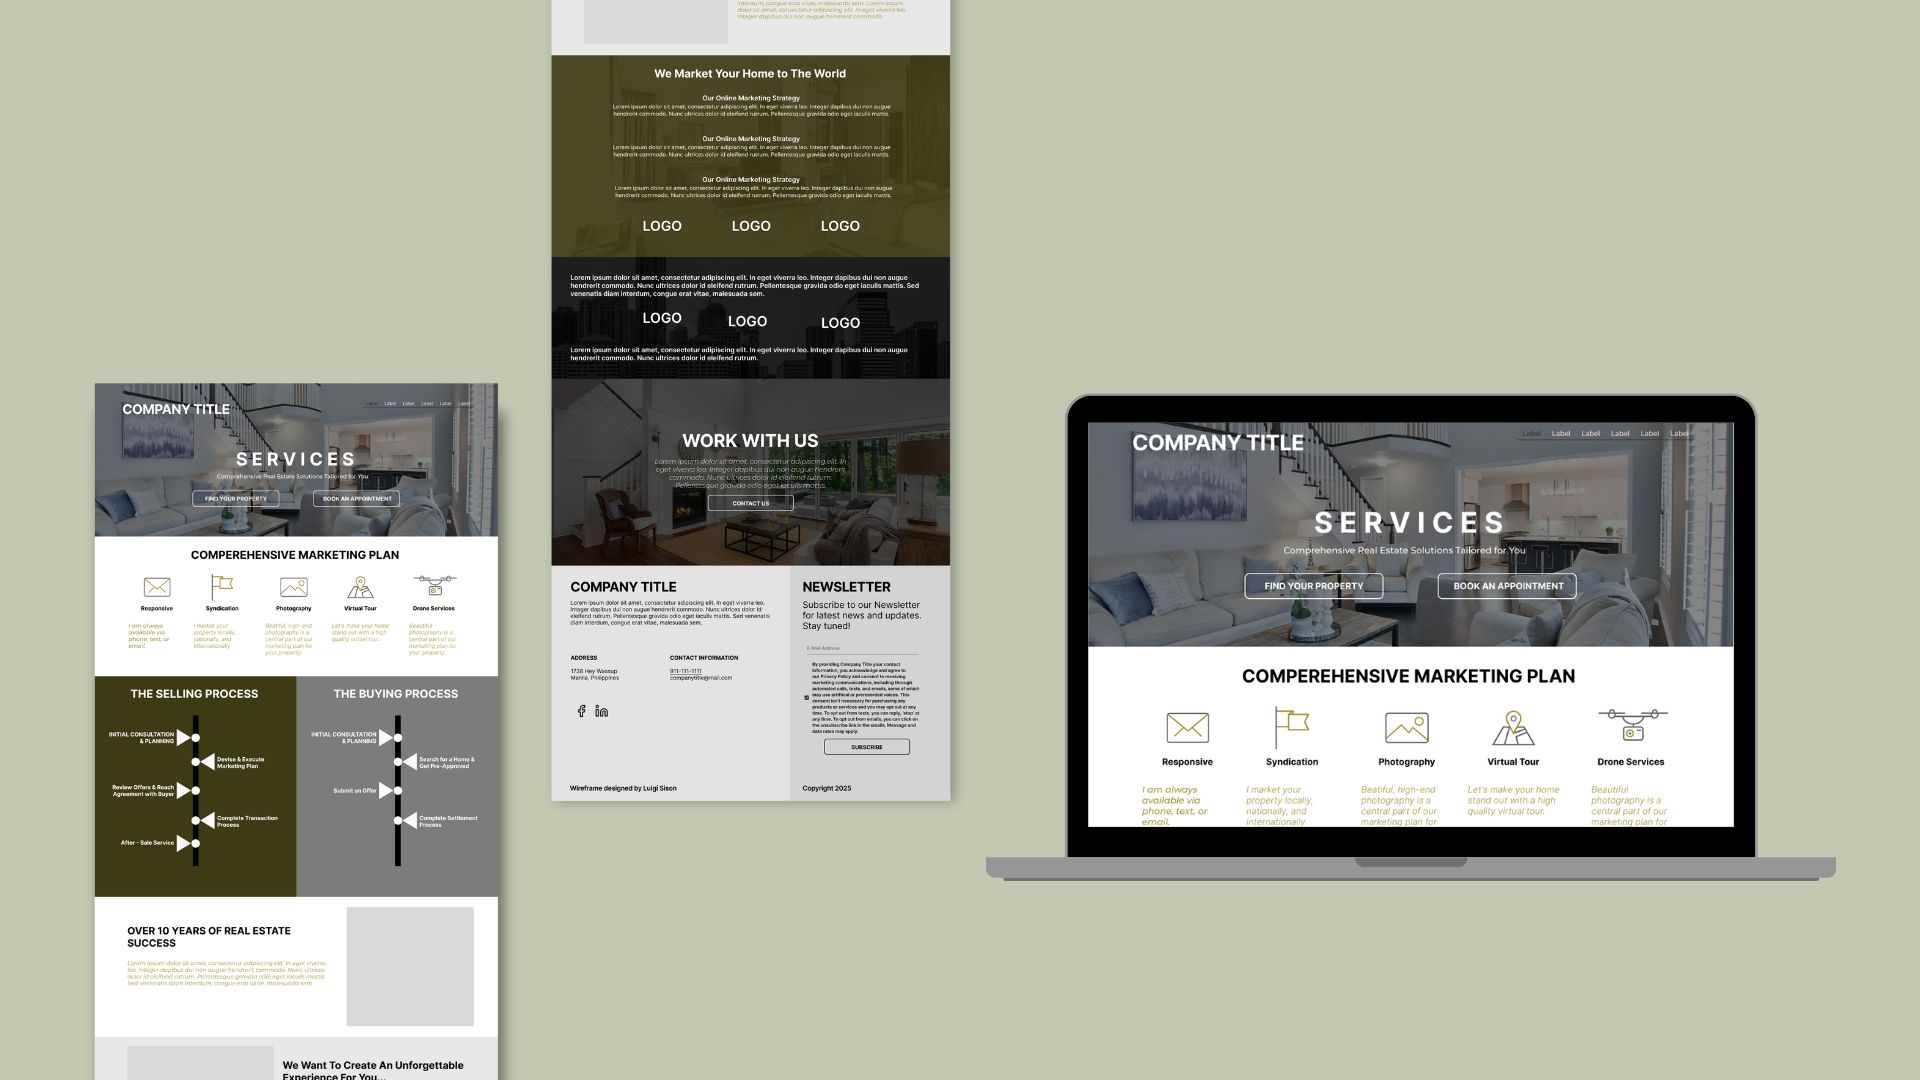 COMPANY TITLE
Label Label Label Label Label Label
SERVICES
Comprehensive Real Estate Solutions Tailored for You
FIND YOUR PROPERTY
BOOK AN APPOINTMENT
COMPEREHENSIVE MARKETING PLAN
Responsive
Syndication
Photography
Virtual Tour
Drone Services
I am always
available via
phone, text, or
email.
I market your
property locally,
nationally, and
internationally
Beatiful, high-end
photography is a
central part of our
marketing plan for
your property.
Let's make your home
stand out with a high
quality virtual tour.
Beautiful
photography is a
central part of our
marketing plan for
your property.
THE SELLING PROCESS
INITIAL CONSULTATION
& PLANNING
Devise & Execute
Marketing Plan
Review Offers & Reach
Agreement with Buyer
Complete Transaction
Process
After - Sale Service
THE BUYING PROCESS
INITIAL CONSULTATION
& PLANNING
Search for a Home &
Get Pre-Approved
Submit an Offer
Complete Settlement
Process
OVER 10 YEARS OF REAL ESTATE
SUCCESS
Lorem ipsum dolor sit amet, consectetur adipiscing elit. In eget viverra
leo. Integer dapibus dui non augue hendrerit commodo. Nunc ultrices
dolor id eleifend rutrum. Pellentesque gravida odio eget iaculis mattis.
Sed venenatis diam interdum, congue erat vitae, malesuada sem.
We Want To Create An Unforgettable
Experience For You...
interdum, congue erat vitae, malesuada sem. Lorem ipsum
dolor sit amet, consectetur adipiscing elit. In eget viverra leo.
Integer dapibus dui non augue hendrerit commodo
We Market Your Home to The World
Our Online Marketing Strategy
Lorem ipsum dolor sit amet, consectetur adipiscing elit. In eget viverra leo. Integer dapibus dui non augue
hendrerit commodo. Nunc ultrices dolor id eleifend rutrum. Pellentesque gravida odio eget iaculis mattis.
Our Online Marketing Strategy
Lorem ipsum dolor sit amet, consectetur adipiscing elit. In eget viverra leo. Integer dapibus dui non augue
hendrerit commodo. Nunc ultrices dolor id eleifend rutrum. Pellentesque gravida odio eget iaculis mattis.
Our Online Marketing Strategy
Lorem ipsum dolor sit amet, consectetur adipiscing elit. In eget viverra leo. Integer dapibus dui non augue
hendrerit commodo. Nunc ultrices dolor id eleifend rutrum. Pellentesque gravida odio eget iaculis mattis.
LOGO LOGO LOGO
Lorem ipsum dolor sit amet, consectetur adipiscing elit. In eget viverra leo. Integer dapibus dui non augue
hendrerit commodo. Nunc ultrices dolor id eleifend rutrum. Pellentesque gravida odio eget iaculis mattis. Sed
venenatis diam interdum, congue erat vitae, malesuada sem.
LOGO LOGO LOGO
Lorem ipsum dolor sit amet, consectetur adipiscing elit. In eget viverra leo. Integer dapibus dui non augue
hendrerit commodo. Nunc ultrices dolor id eleifend rutrum.
WORK WITH US
Lorem ipsum dolor sit amet, consectetur adipiscing elit. In
eget viverra leo. Integer dapibus dui non augue hendrerit
commodo. Nunc ultrices dolor id eleifend rutrum.
Pellentesque gravida odio eget iaculis mattis.
CONTACT US
COMPANY TITLE
Lorem ipsum dolor sit amet, consectetur adipiscing elit. In eget viverra leo.
Integer dapibus dui non augue hendrerit commodo. Nunc ultrices dolor id
eleifend rutrum. Pellentesque gravida odio eget iaculis mattis. Sed venenatis
diam interdum, congue erat vitae, malesuada sem.
ADDRESS
1738 Hey Wassup
Manila, Philippines
CONTACT INFORMATION
911-111-1111
companytitle@mail.com
Wireframe designed by Luigi Sison
NEWSLETTER
Subscribe to our Newsletter
for latest news and updates.
Stay tuned!
E-Mail Address
By providing Company Title your contact
information, you acknowledge and agree to
our Privacy Policy and consent to receiving
marketing communications, including through
automated calls, texts, and emails, some of which
may use artificial or prerecorded voices. This
consent isn't necessary for purchasing any
products or services and you may opt out at any
time. To opt out from texts, you can reply, 'stop' at
any time. To opt out from emails, you can click on
the unsubscribe link in the emails. Message and
data rates may apply.
SUBSCRIBE
Copyright 2025
COMPANY TITLE
Label Label Label Label Label Label
SERVICES
Comprehensive Real Estate Solutions Tailored for You
FIND YOUR PROPERTY
BOOK AN APPOINTMENT
COMPEREHENSIVE MARKETING PLAN
Responsive
Syndication
Photography
Virtual Tour
Drone Services
I am always
available via
phone, text, or
email.
I market your
property locally,
nationally, and
internationally
Beatiful, high-end
photography is a
central part of our
marketing plan for
Let's make your home
stand out with a high
quality virtual tour.
Beautiful
photography is a
central part of our
marketing plan for